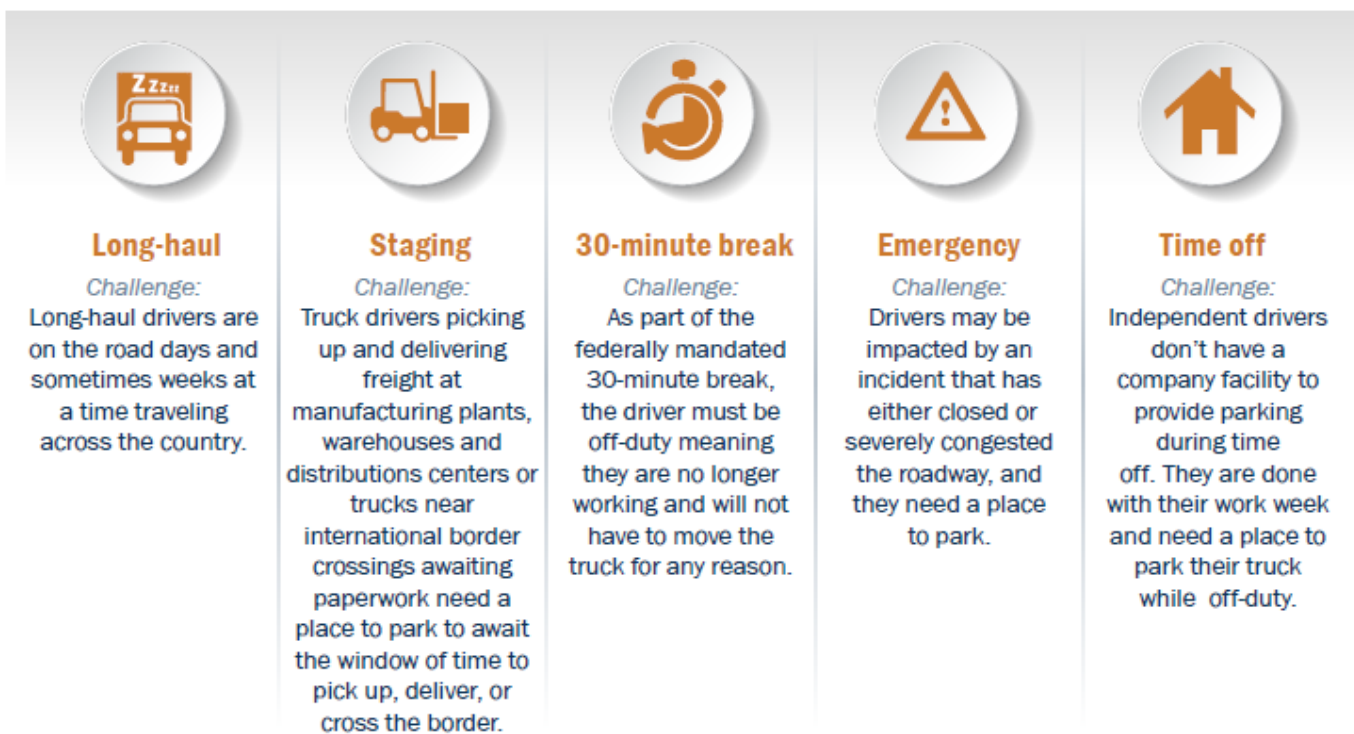 Zzzzz
Long-haul
Challenge:
Long-haul drivers are
on the road days and
sometimes weeks at
a time traveling
across the country.
Staging
Challenge:
Truck drivers picking
up and delivering
freight at
manufacturing plants,
warehouses and
distributions centers or
trucks near
international border
crossings awaiting
paperwork need a
place to park to await
the window of time to
pick up, deliver, or
cross the border.
30-minute break
Challenge:
As part of the
federally mandated
30-minute break,
the driver must be
off-duty meaning
they are no longer
working and will not
have to move the
truck for any reason.
!
Emergency
Challenge:
Drivers may be
impacted by an
incident that has
either closed or
severely congested
the roadway, and
they need a place
to park.
Time off
Challenge:
Independent drivers
don't have a
company facility to
provide parking
during time
off. They are done
with their work week
and need a place to
park their truck
while off-duty.